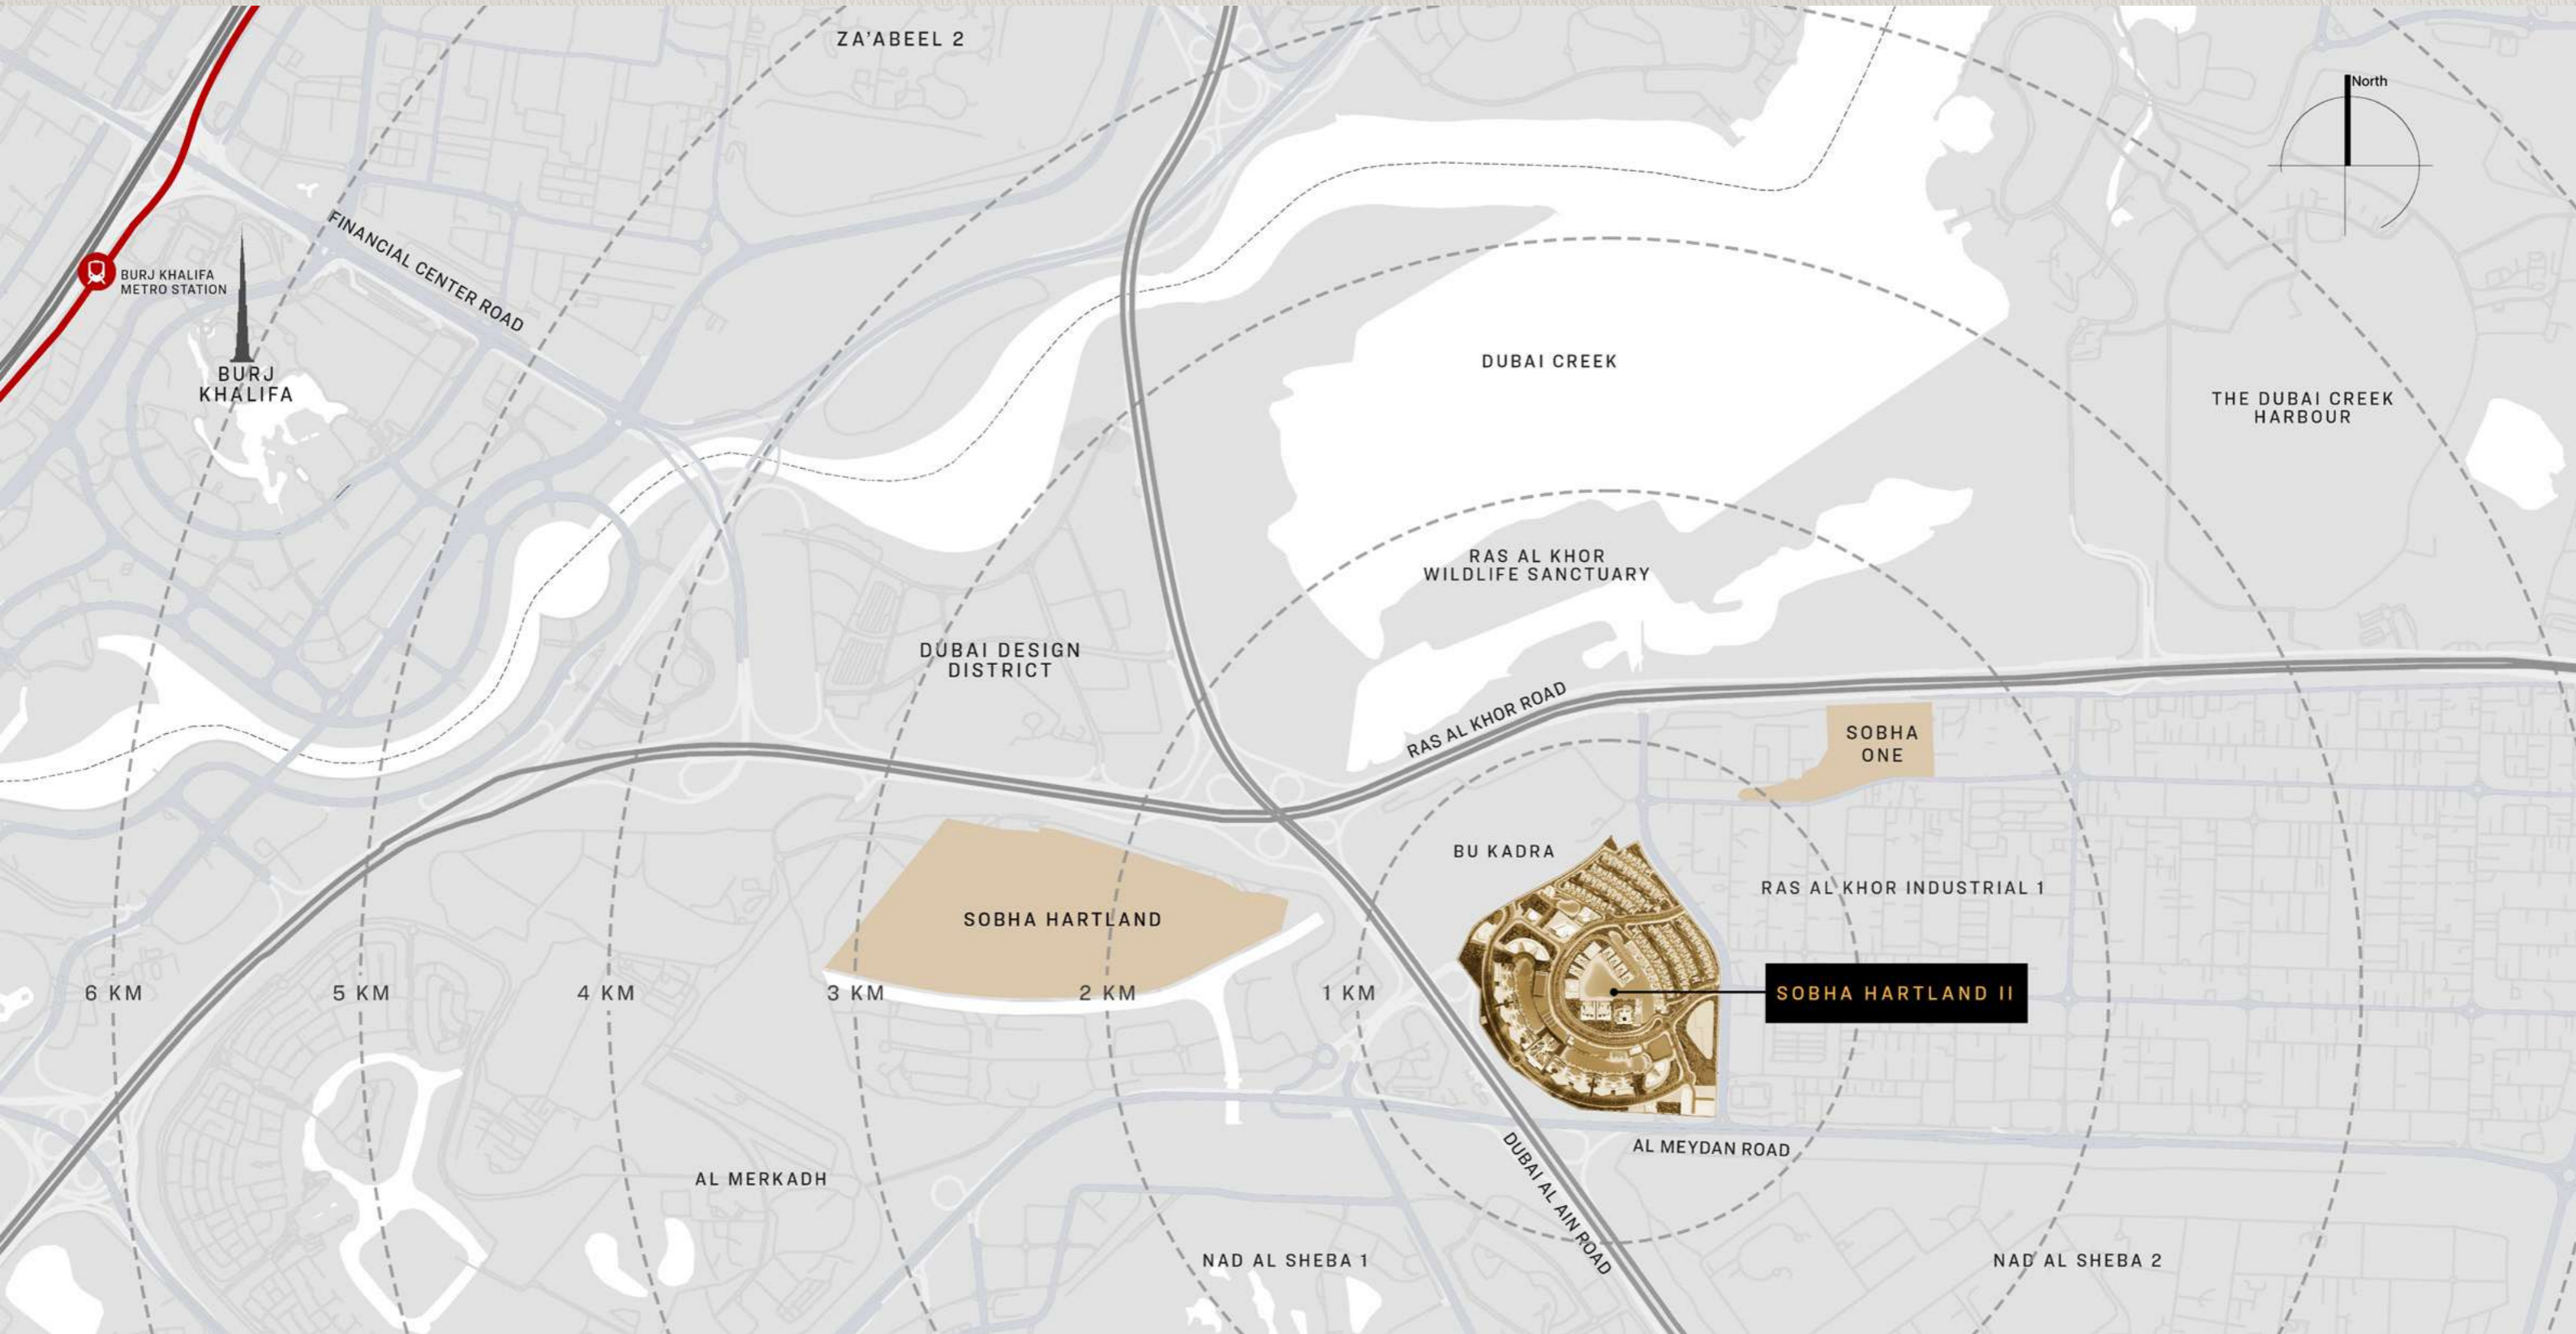 ZA'ABEEL 2
North
FINANCIAL CENTER ROAD
BURJ KHALIFA
METRO STATION
BURJ
KHALIFA
DUBAI CREEK
THE DUBAI CREEK
HARBOUR
RAS AL KHOR
WILDLIFE SANCTUARY
DUBAI DESIGN
DISTRICT
RAS AL KHOR ROAD
SOBHA
ONE
BU KADRA
RAS AL KHOR INDUSTRIAL 1
SOBHA HARTLAND
6 KM
5 KM
4 KM
3 KM
2 KM
1 KM
SOBHA HARTLAND II
AL MEYDAN ROAD
DUBAI AL AIN ROAD
AL MERKADH
NAD AL SHEBA 1
NAD AL SHEBA 2